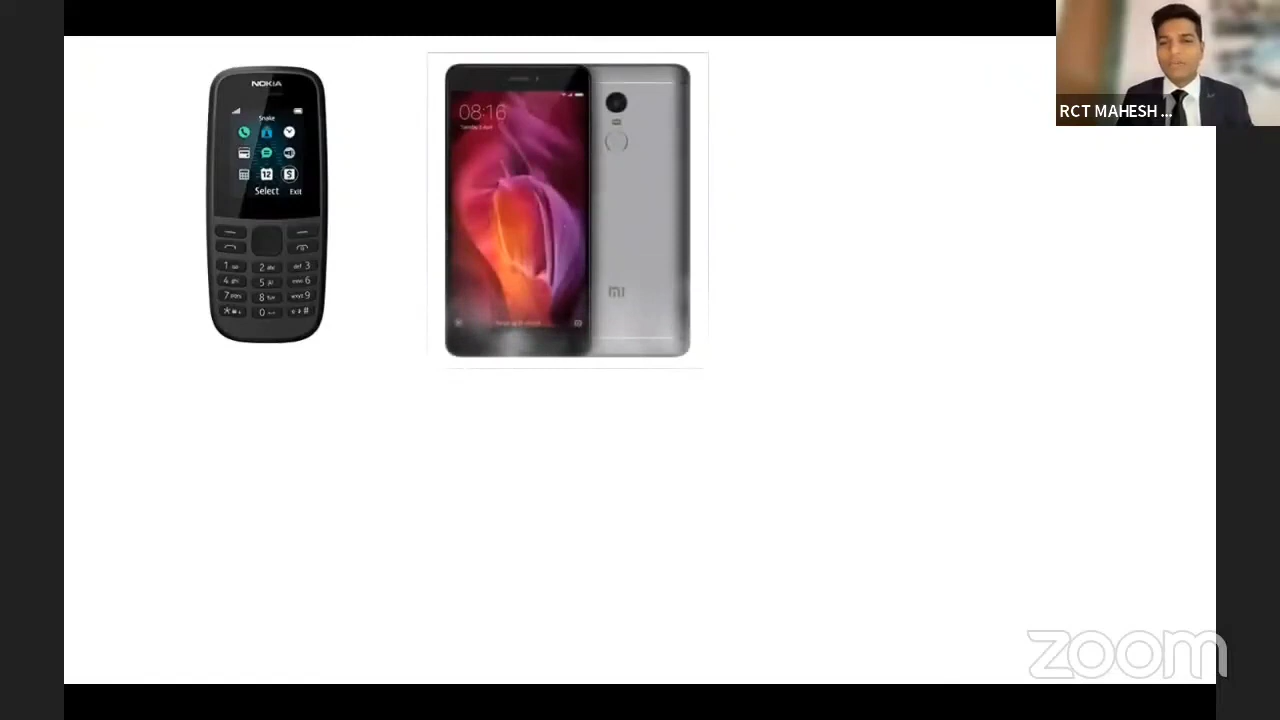 NOKIA
Snake
12
Select Exit
1 2 abc def 3
4 ghi 5 jkl mno 6
7 pqrs 8 tuv wxyz 9
* 0 #
08:16
Tuesday
mi
RCT MAHESH ...
zoom